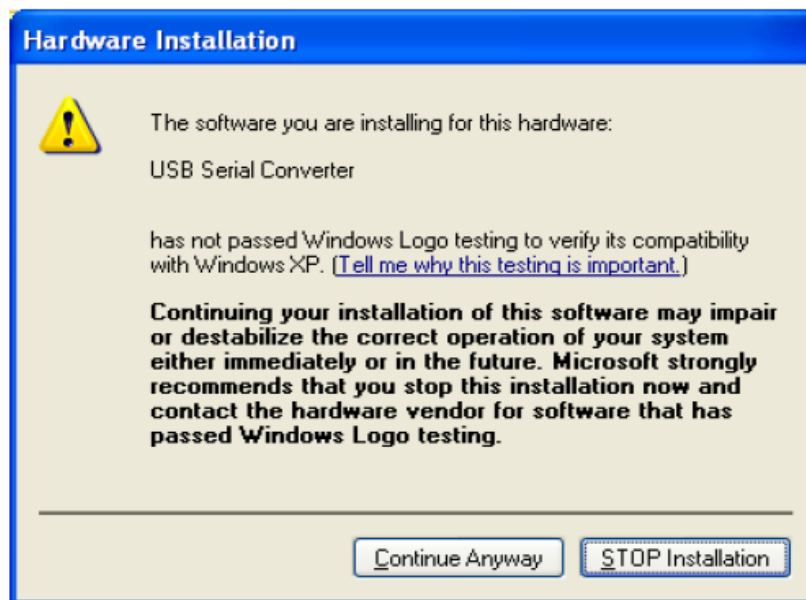 Hardware Installation
The software you are installing for this hardware:
USB Serial Converter
has not passed Windows Logo testing to verify its compatibility
with Windows XP. (Tell me why this testing is important.)
Continuing your installation of this software may impair
or destabilize the correct operation of your system
either immediately or in the future. Microsoft strongly
recommends that you stop this installation now and
contact the hardware vendor for software that has
passed Windows Logo testing.
Continue Anyway
STOP Installation